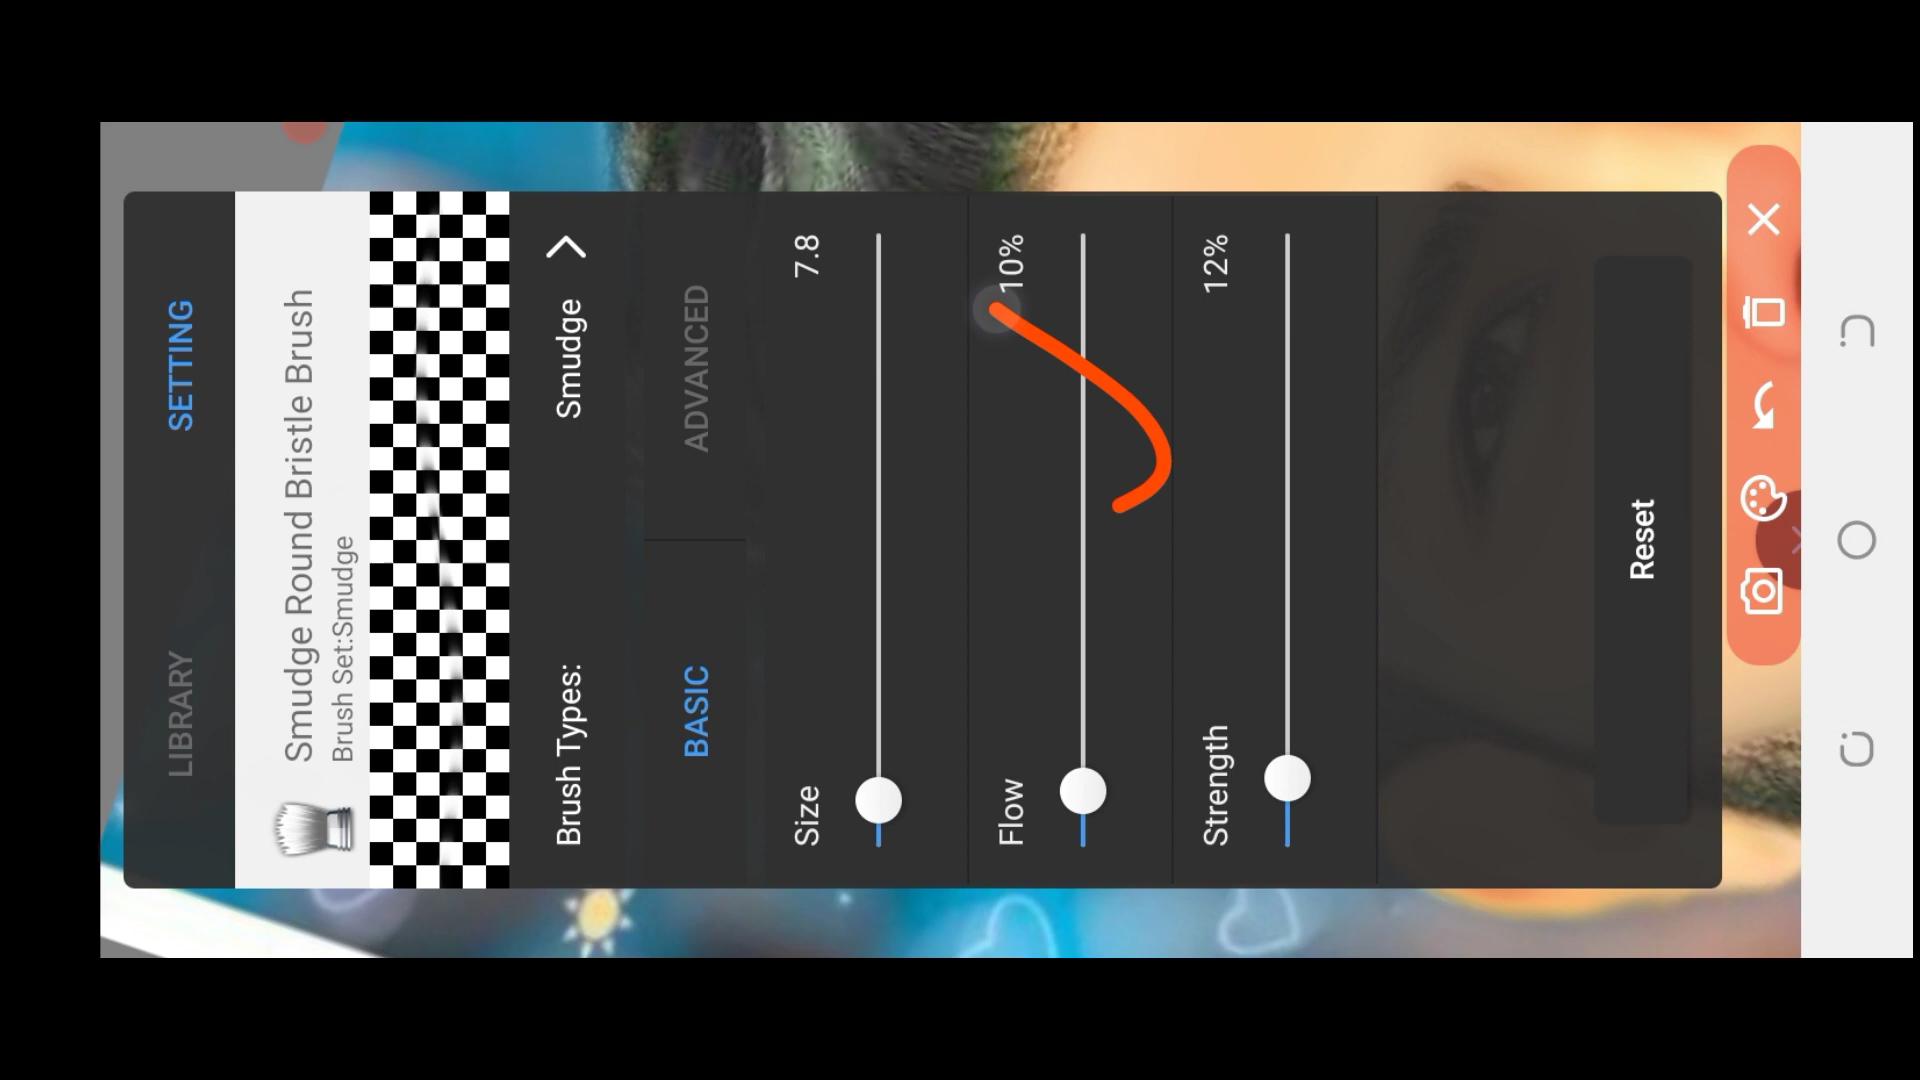 LIBRARY SETTING
Smudge Round Bristle Brush
Brush Set:Smudge
Brush Types: Smudge
BASIC ADVANCED
Size 7.8
Flow 10%
Strength 12%
Reset